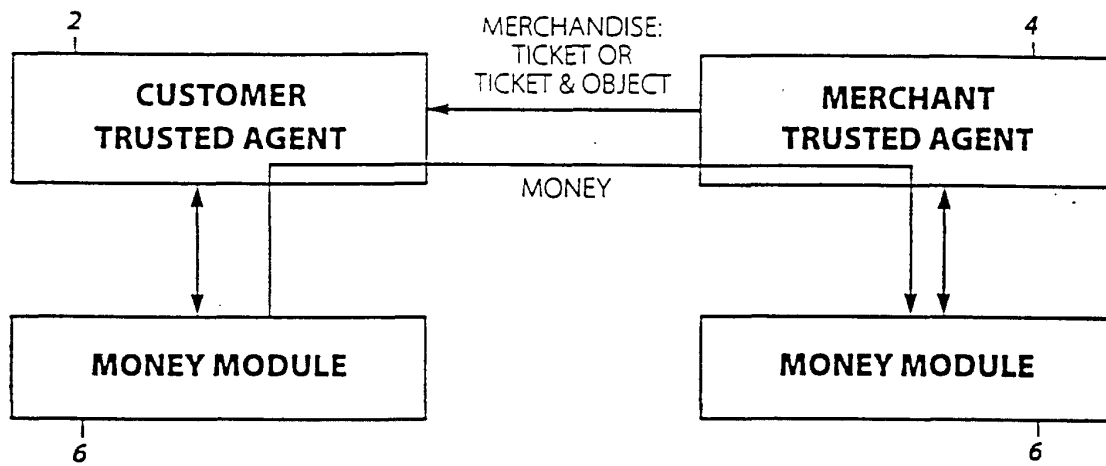 2
MERCHANDISE:
TICKET OR
TICKET & OBJECT
4
CUSTOMER
TRUSTED AGENT
MERCHANT
TRUSTED AGENT
MONEY
MONEY MODULE
MONEY MODULE
6
6